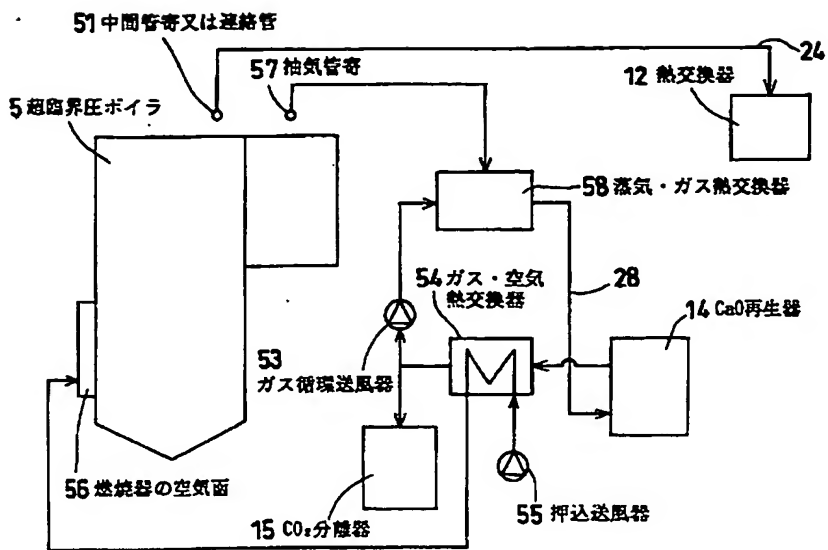 51 中間管寄又は連絡管
24
57 抽気管寄
12 熱交換器
5 超臨界圧ボイラ
58 蒸気・ガス熱交換器
54 ガス・空気
熱交換器
28
14 CaO再生器
53
ガス循環送風器
56 燃焼器の空気函
15 CO₂分離器
55 押込送風器